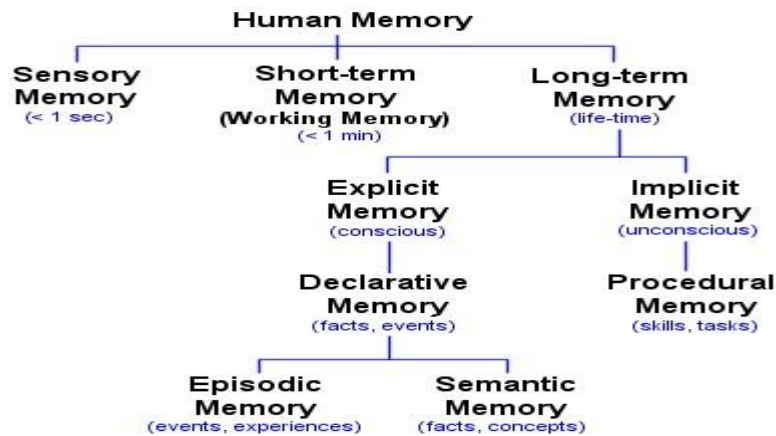 Human Memory
Sensory
Memory
(< 1 sec)
Short-term
Memory
(Working Memory)
(< 1 min)
Long-term
Memory
(life-time)
Explicit
Memory
(conscious)
Implicit
Memory
(unconscious)
Declarative
Memory
(facts, events)
Procedural
Memory
(skills, tasks)
Episodic
Memory
(events, experiences)
Semantic
Memory
(facts, concepts)